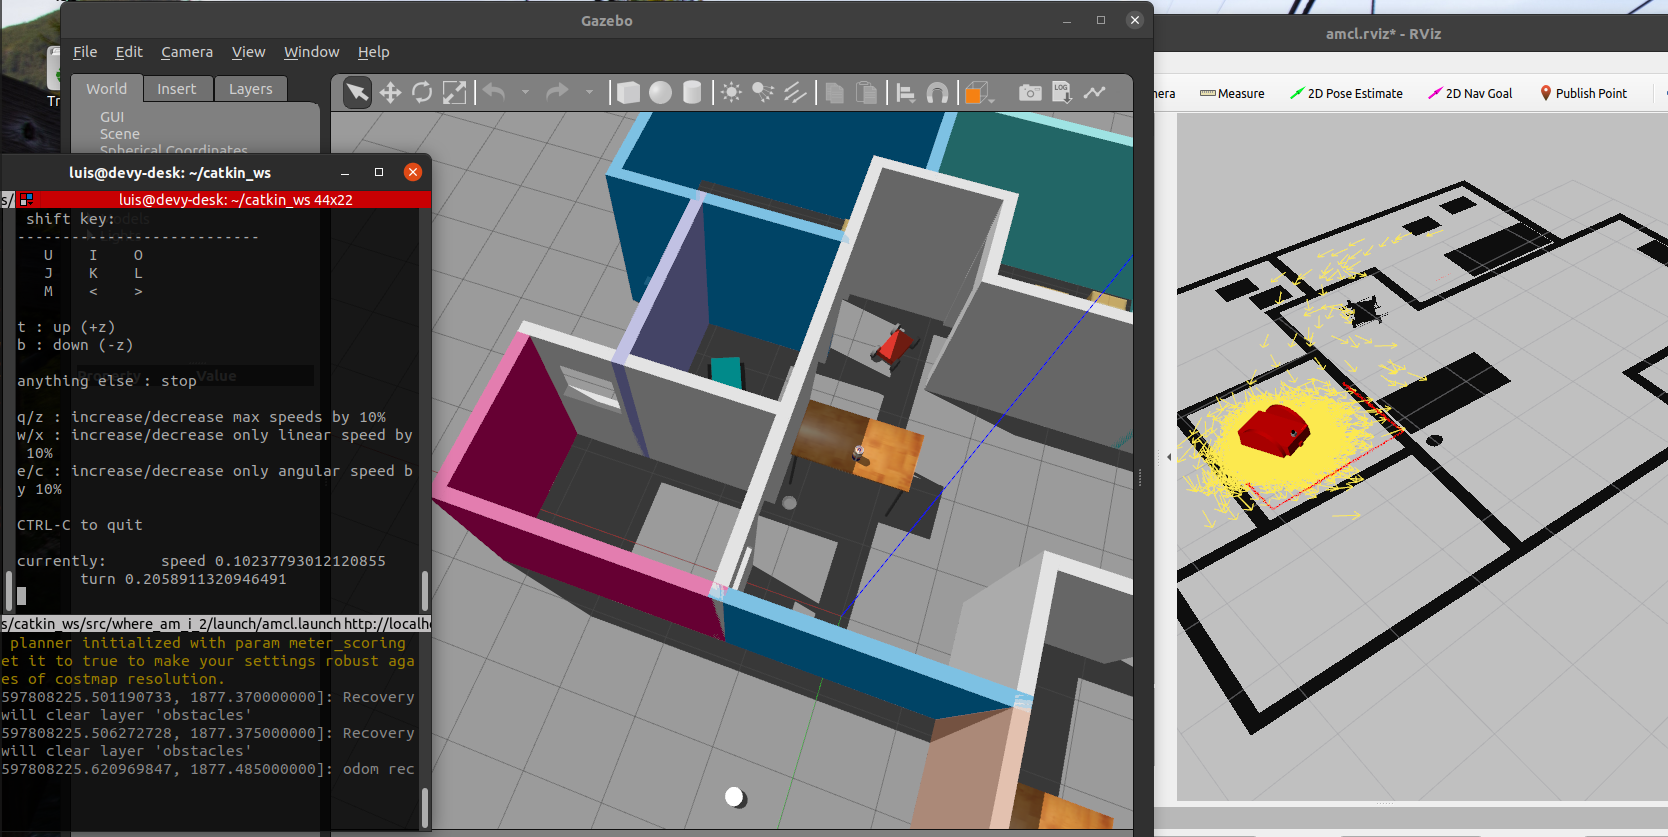 Gazebo
File Edit Camera View Window Help
World Insert Layers
GUI
Scene
Spherical Coordinates
LOG
amcl.rviz* - RViz
Measure 2D Pose Estimate 2D Nav Goal Publish Point
luis@devy-desk: ~/catkin_ws
luis@devy-desk: ~/catkin_ws 44x22
shift key:
---------------------------
U I O
J K L
M < >
t : up (+z)
b : down (-z)
anything else : stop
Property Value
q/z : increase/decrease max speeds by 10%
w/x : increase/decrease only linear speed by
10%
e/c : increase/decrease only angular speed b
y 10%
CTRL-C to quit
currently: speed 0.10237793012120855
turn 0.2058911320946491
s/catkin_ws/src/where_am_i_2/launch/amcl.launch http://localh
planner initialized with param meter_scoring
et it to true to make your settings robust aga
es of costmap resolution.
597808225.501190733, 1877.370000000]: Recovery
will clear layer 'obstacles'
597808225.506272728, 1877.375000000]: Recovery
will clear layer 'obstacles'
597808225.620969847, 1877.485000000]: odom rec